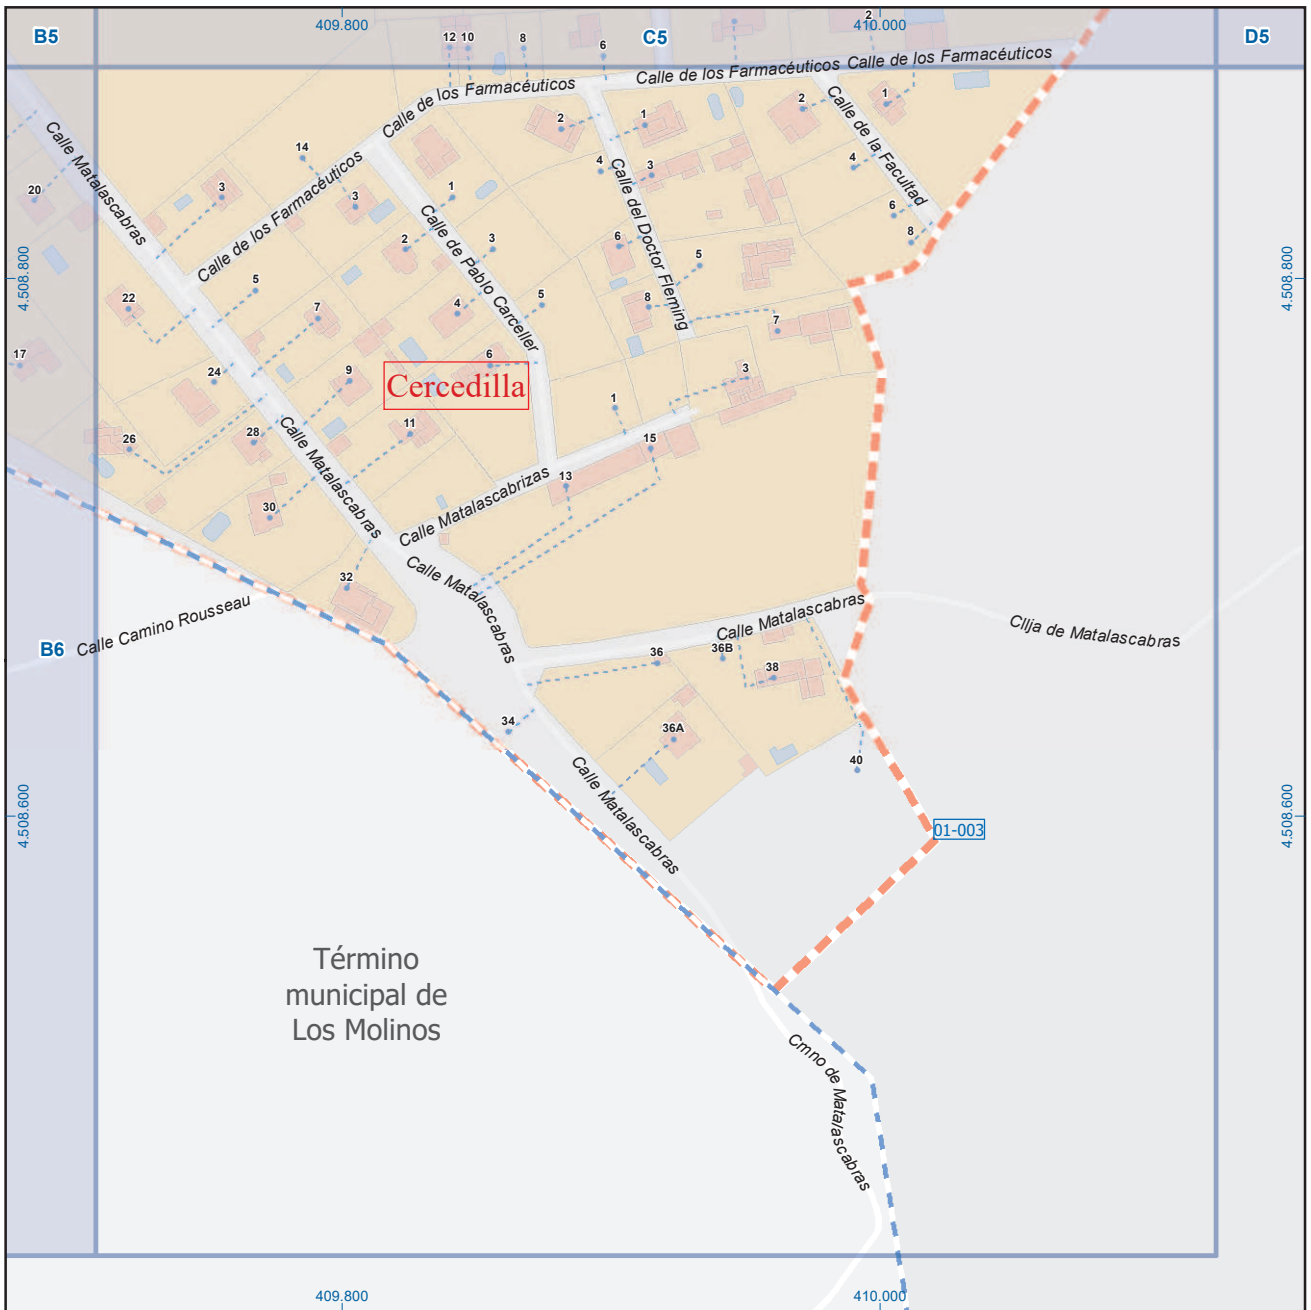 409.800
410.000
B5
C5
D5
12
10
8
6
2
Calle de los Farmacéuticos
Calle de los Farmacéuticos
Calle de los Farmacéuticos
Calle de los Farmacéuticos
Calle de los Farmacéuticos
Calle Matalascabras
20
14
3
3
1
2
1
2
1
Calle de la Facultad
4
3
4
6
8
Calle del Doctor Fleming
Calle de Pablo Carceller
2
3
6
5
4.508.800
4.508.800
5
22
7
4
5
8
7
17
24
9
6
3
Cercedilla
26
28
11
1
15
13
Calle Matalascabras
30
Calle Matalascabrizas
32
Calle Matalascabras
Calle Camino Rousseau
B6
Calle Matalascabras
Cllja de Matalascabras
36
36B
38
34
36A
40
Calle Matalascabras
4.508.600
4.508.600
01-003
Término
municipal de
Los Molinos
Cmno de Matalascabras
409.800
410.000